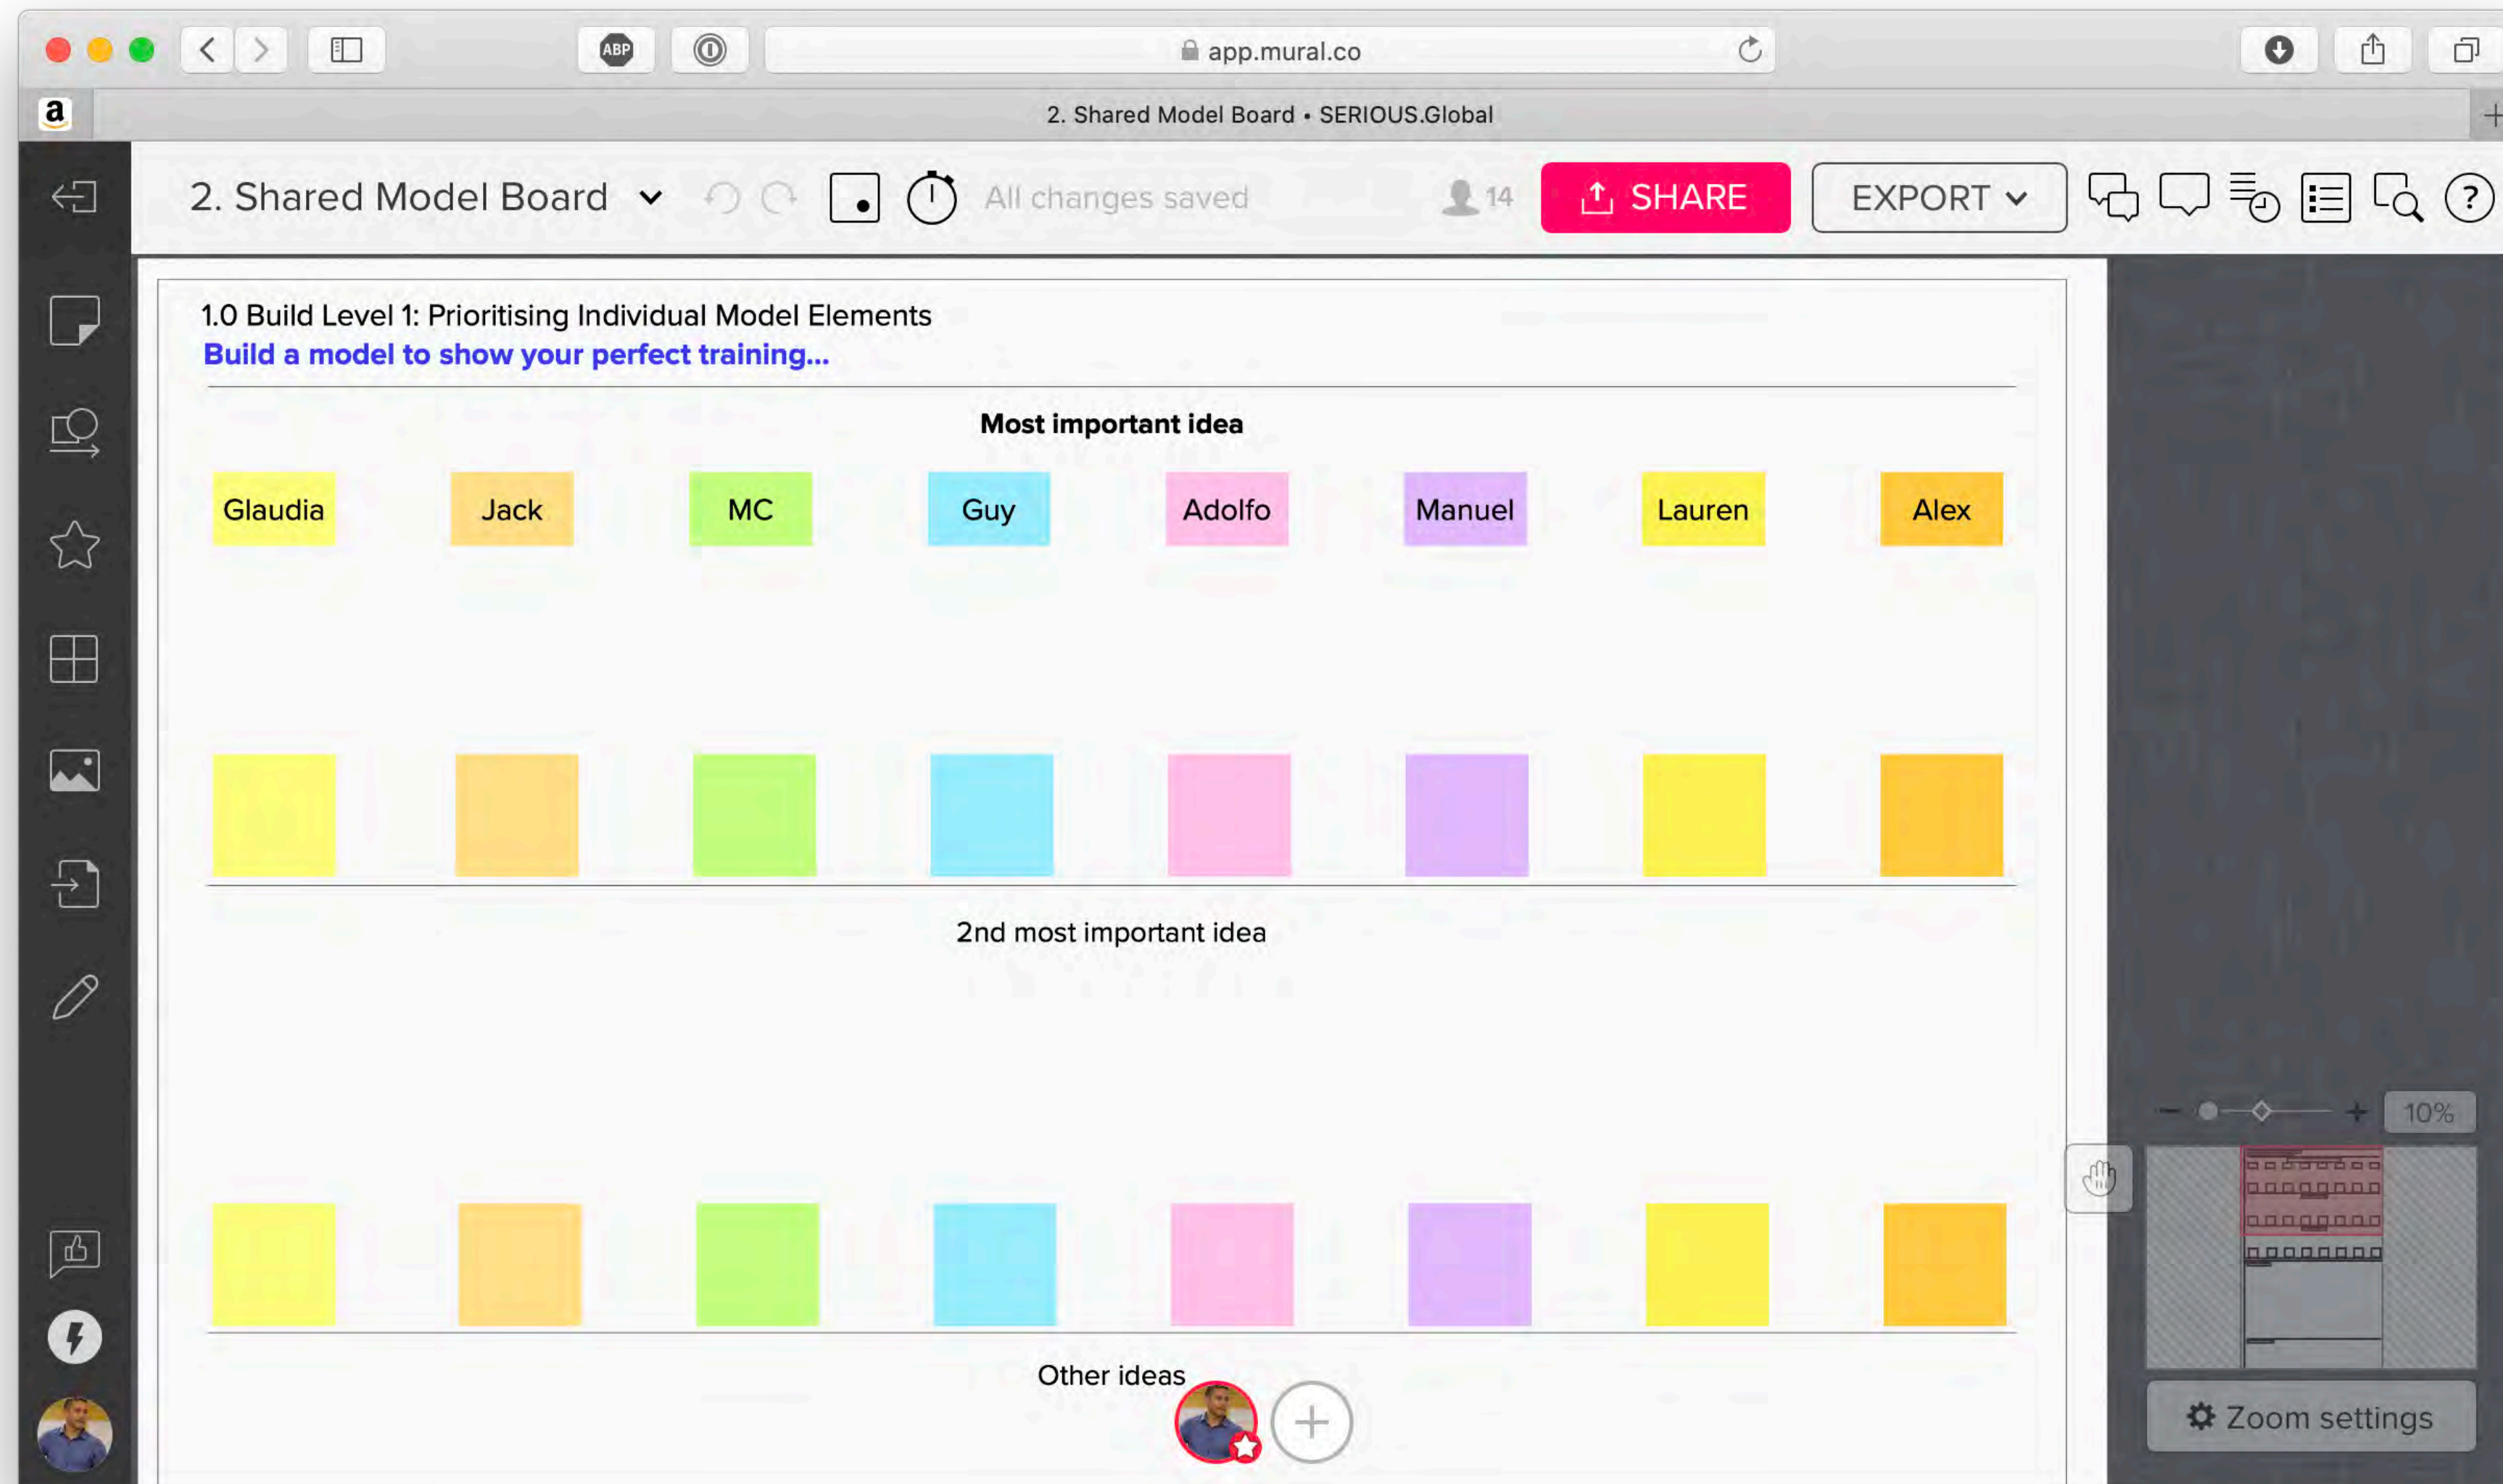 ABP
app.mural.co
a
2. Shared Model Board • SERIOUS.Global
2. Shared Model Board
All changes saved
14
SHARE
EXPORT
?
1.0 Build Level 1: Prioritising Individual Model Elements
Build a model to show your perfect training...
Most important idea
Glaudia
Jack
MC
Guy
Adolfo
Manuel
Lauren
Alex
2nd most important idea
10%
Other ideas
Zoom settings